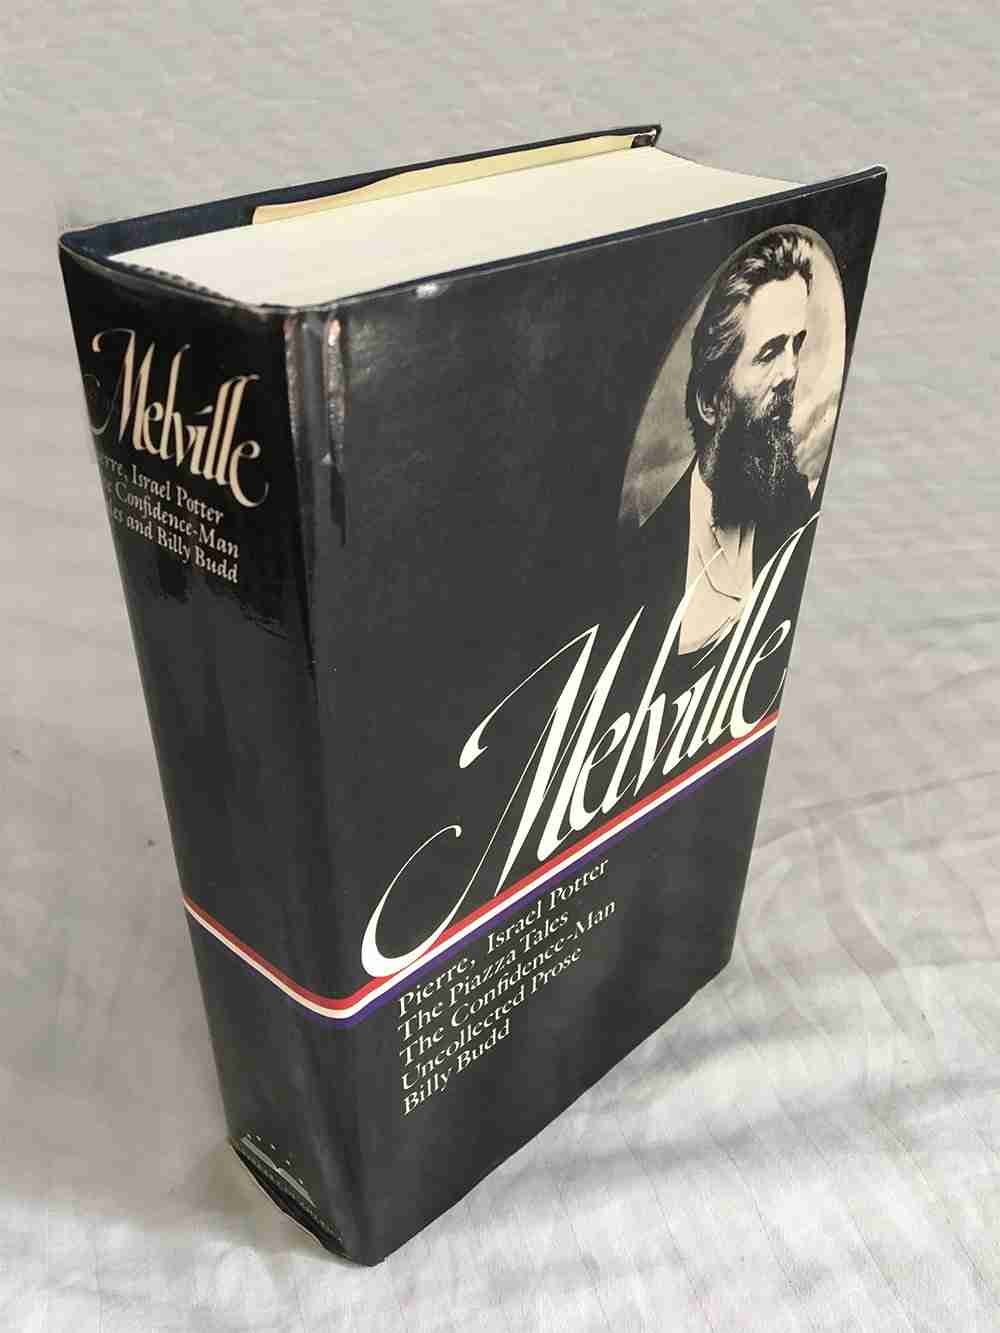 Melville
Israel Potter
Confidence-Man
and Billy Budd
Melville
Pierre, Israel Potter
The Piazza Tales
The Confidence-Man
Uncollected Prose
Billy Budd